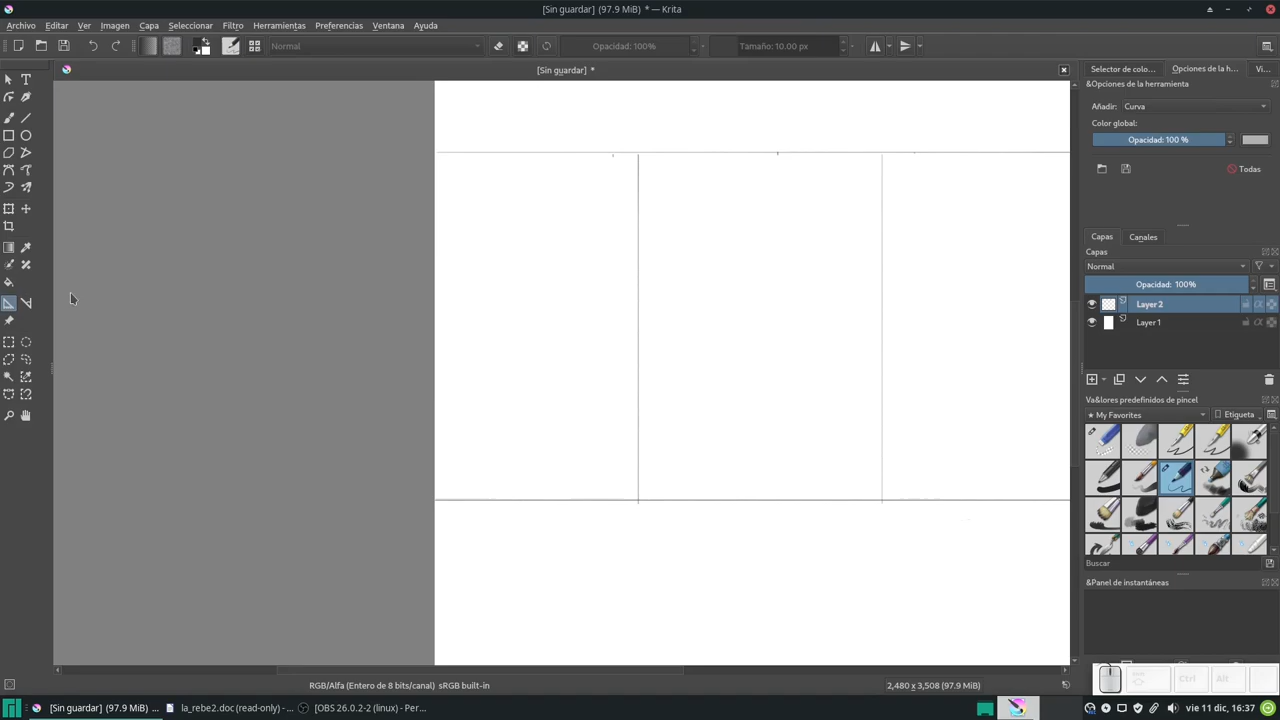 [Sin guardar] (97.9 MiB) * — Krita
Archivo Editar Ver Imagen Capa Seleccionar Filtro Herramientas Preferencias Ventana Ayuda
Normal Opacidad: 100% Tamaño: 10.00 px
[Sin guardar] *
Selector de colo... Opciones de la h... Vi...
&Opciones de la herramienta
Añadir: Curva
Color global:
Opacidad: 100 %
Todas
Capas Canales
Capas
Normal
Opacidad: 100%
Layer 2
Layer 1
Va&lores predefinidos de pincel
★ My Favorites Etiqueta
Buscar
&Panel de instantáneas
Ctrl Alt
RGB/Alfa (Entero de 8 bits/canal) sRGB built-in 2,480 x 3,508 (97.9 MiB)
[Sin guardar] (97.9 MiB) ... la_rebe2.doc (read-only) - ... [OBS 26.0.2-2 (linux) - Per... vie 11 dic, 16:37